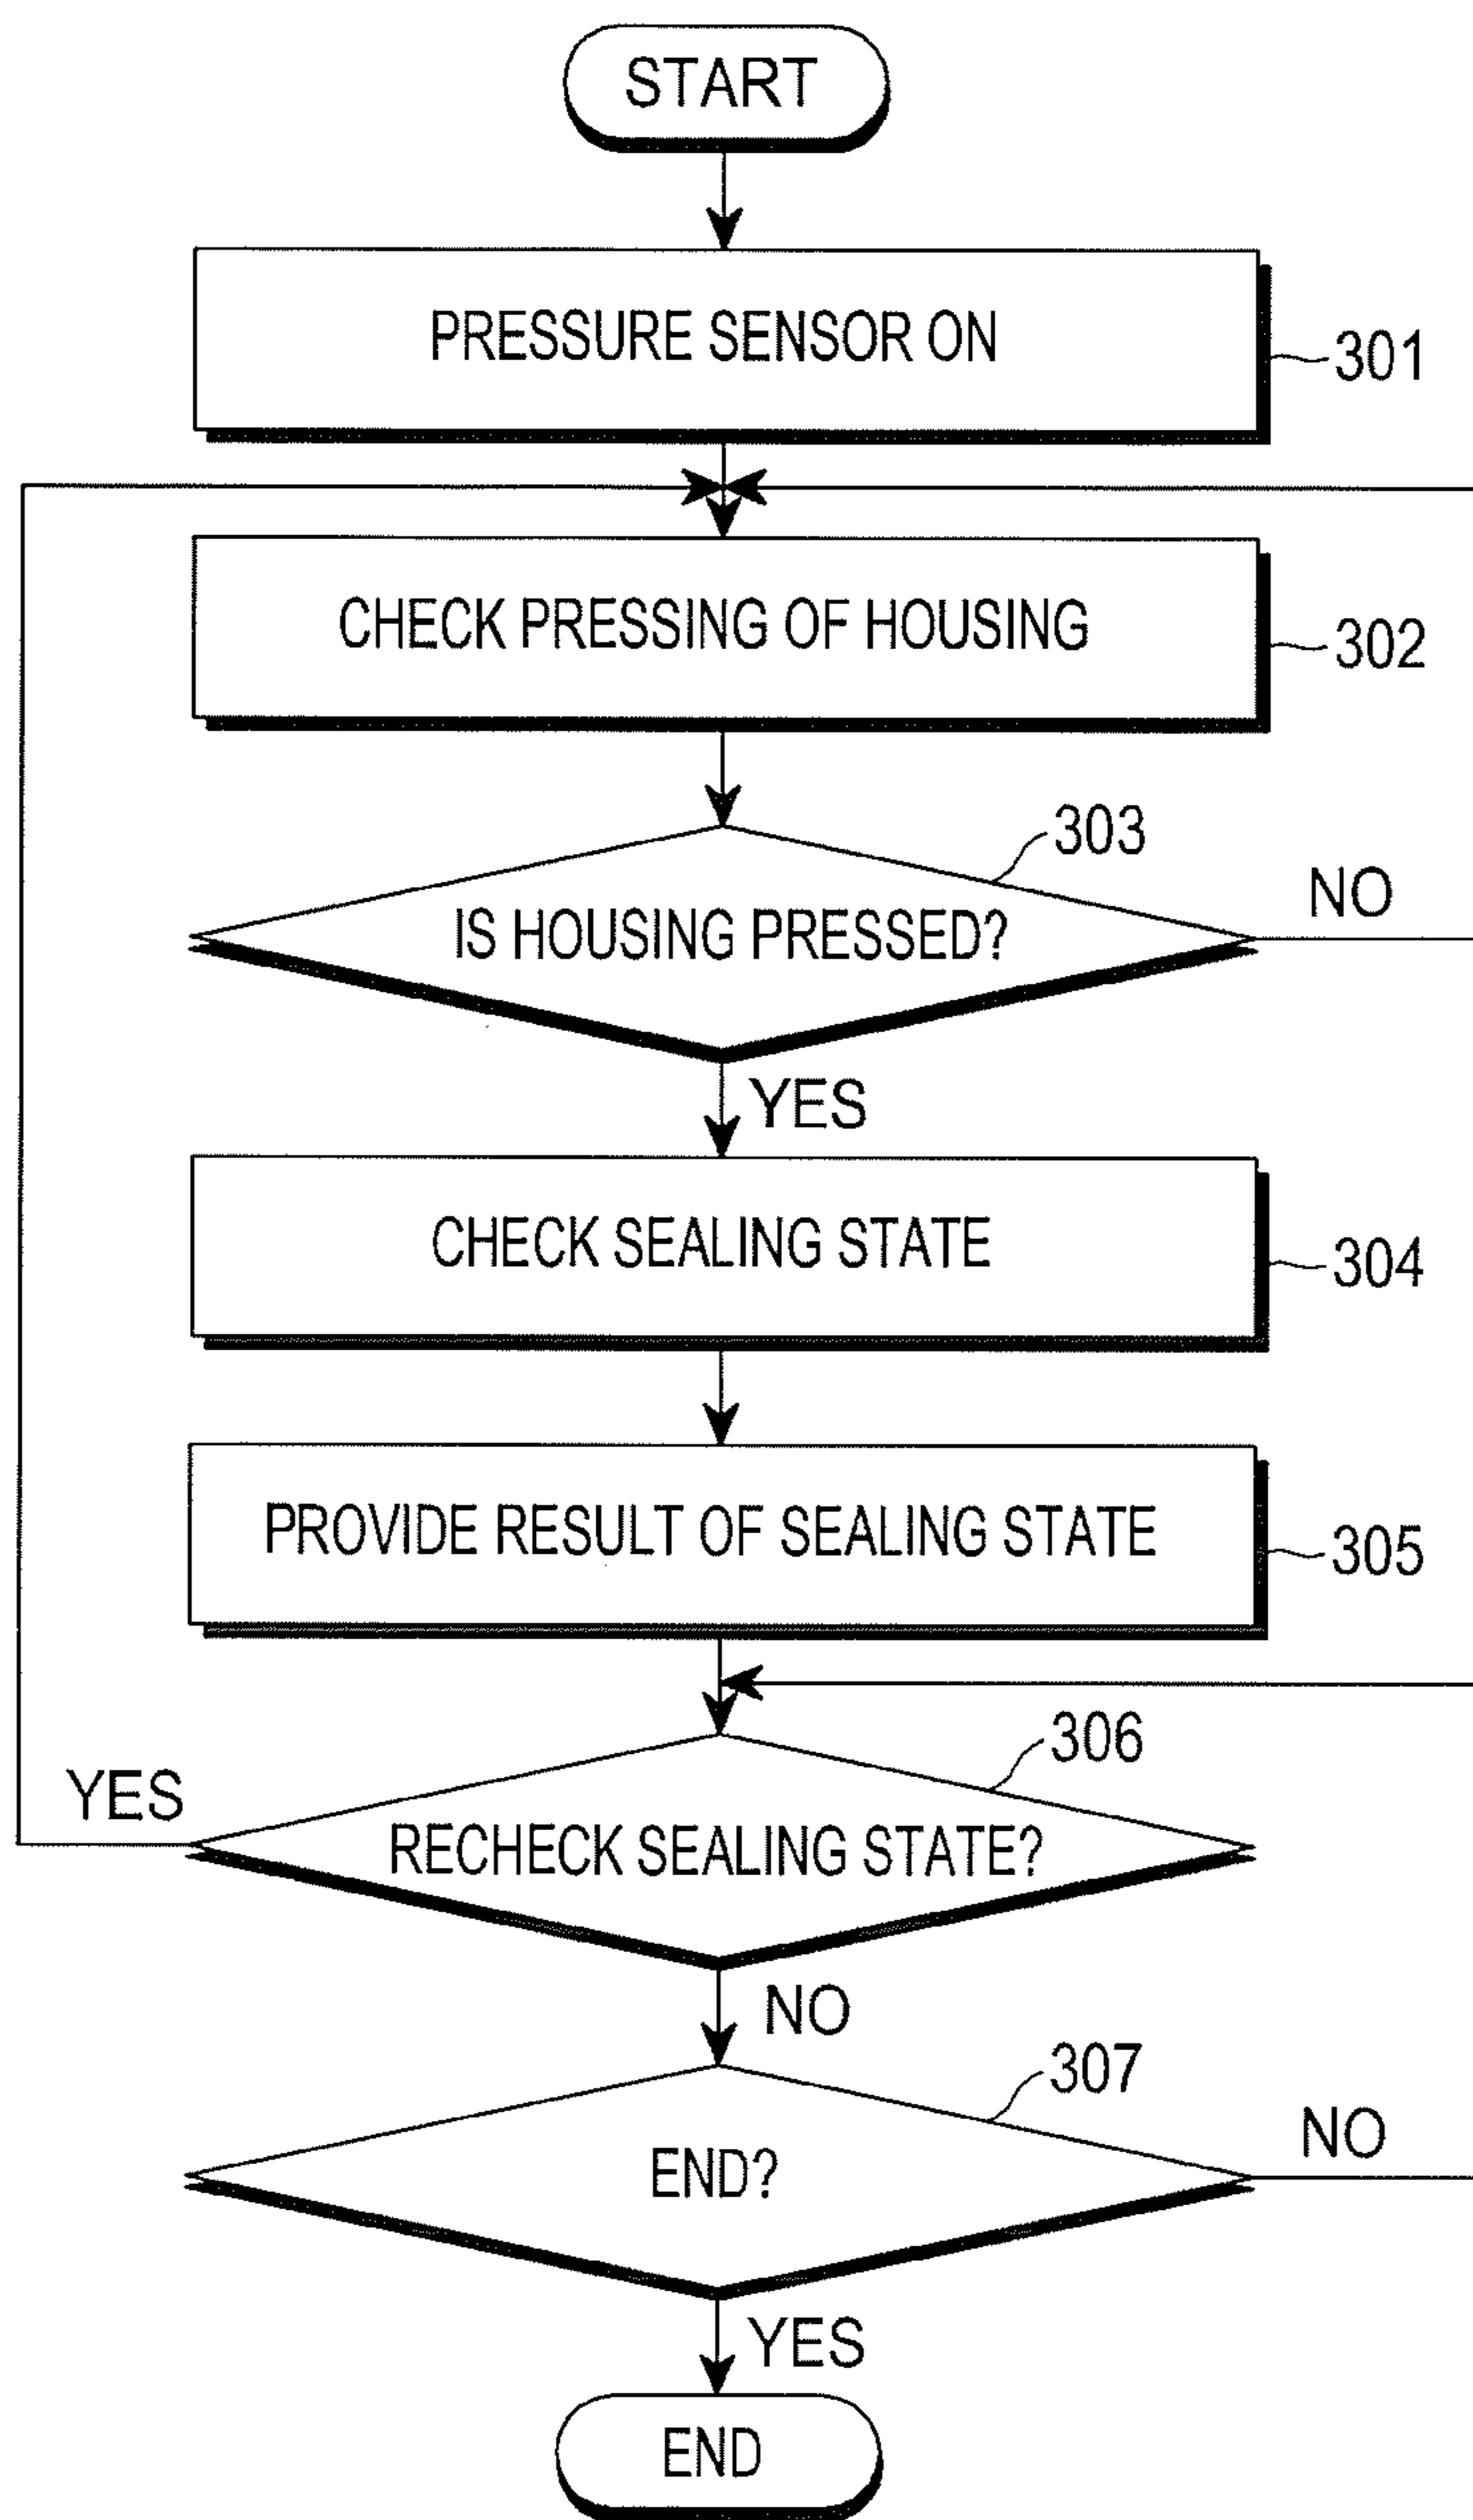 START
PRESSURE SENSOR ON
301
CHECK PRESSING OF HOUSING
302
303
IS HOUSING PRESSED?
NO
YES
CHECK SEALING STATE
304
PROVIDE RESULT OF SEALING STATE
305
306
YES
RECHECK SEALING STATE?
NO
307
END?
NO
YES
END